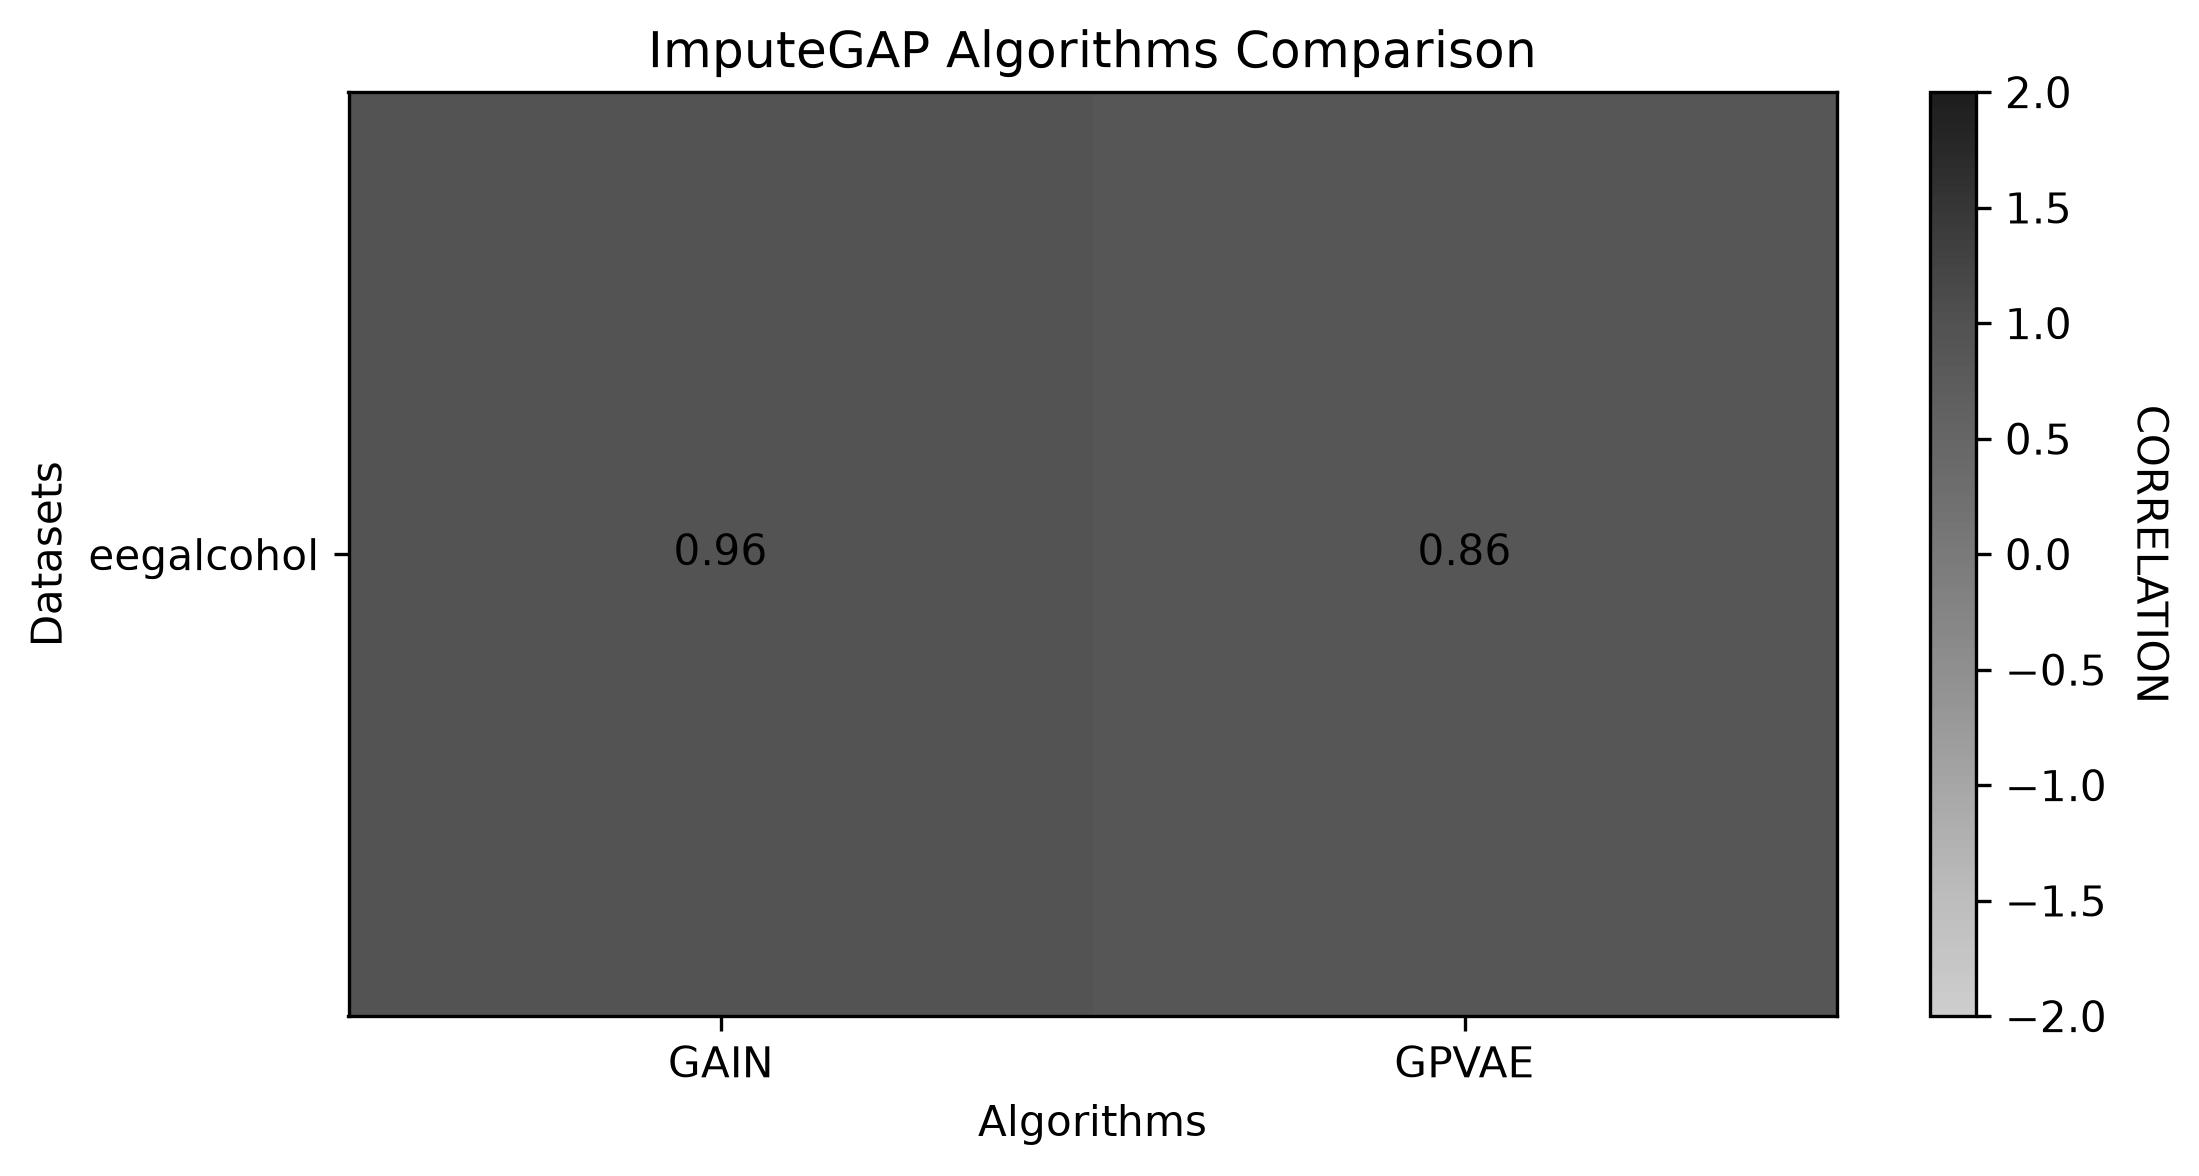 ImputeGAP Algorithms Comparison
Datasets
eegalcohol
0.96
0.86
GAIN
GPVAE
Algorithms
2.0
1.5
1.0
0.5
0.0
−0.5
−1.0
−1.5
−2.0
CORRELATION